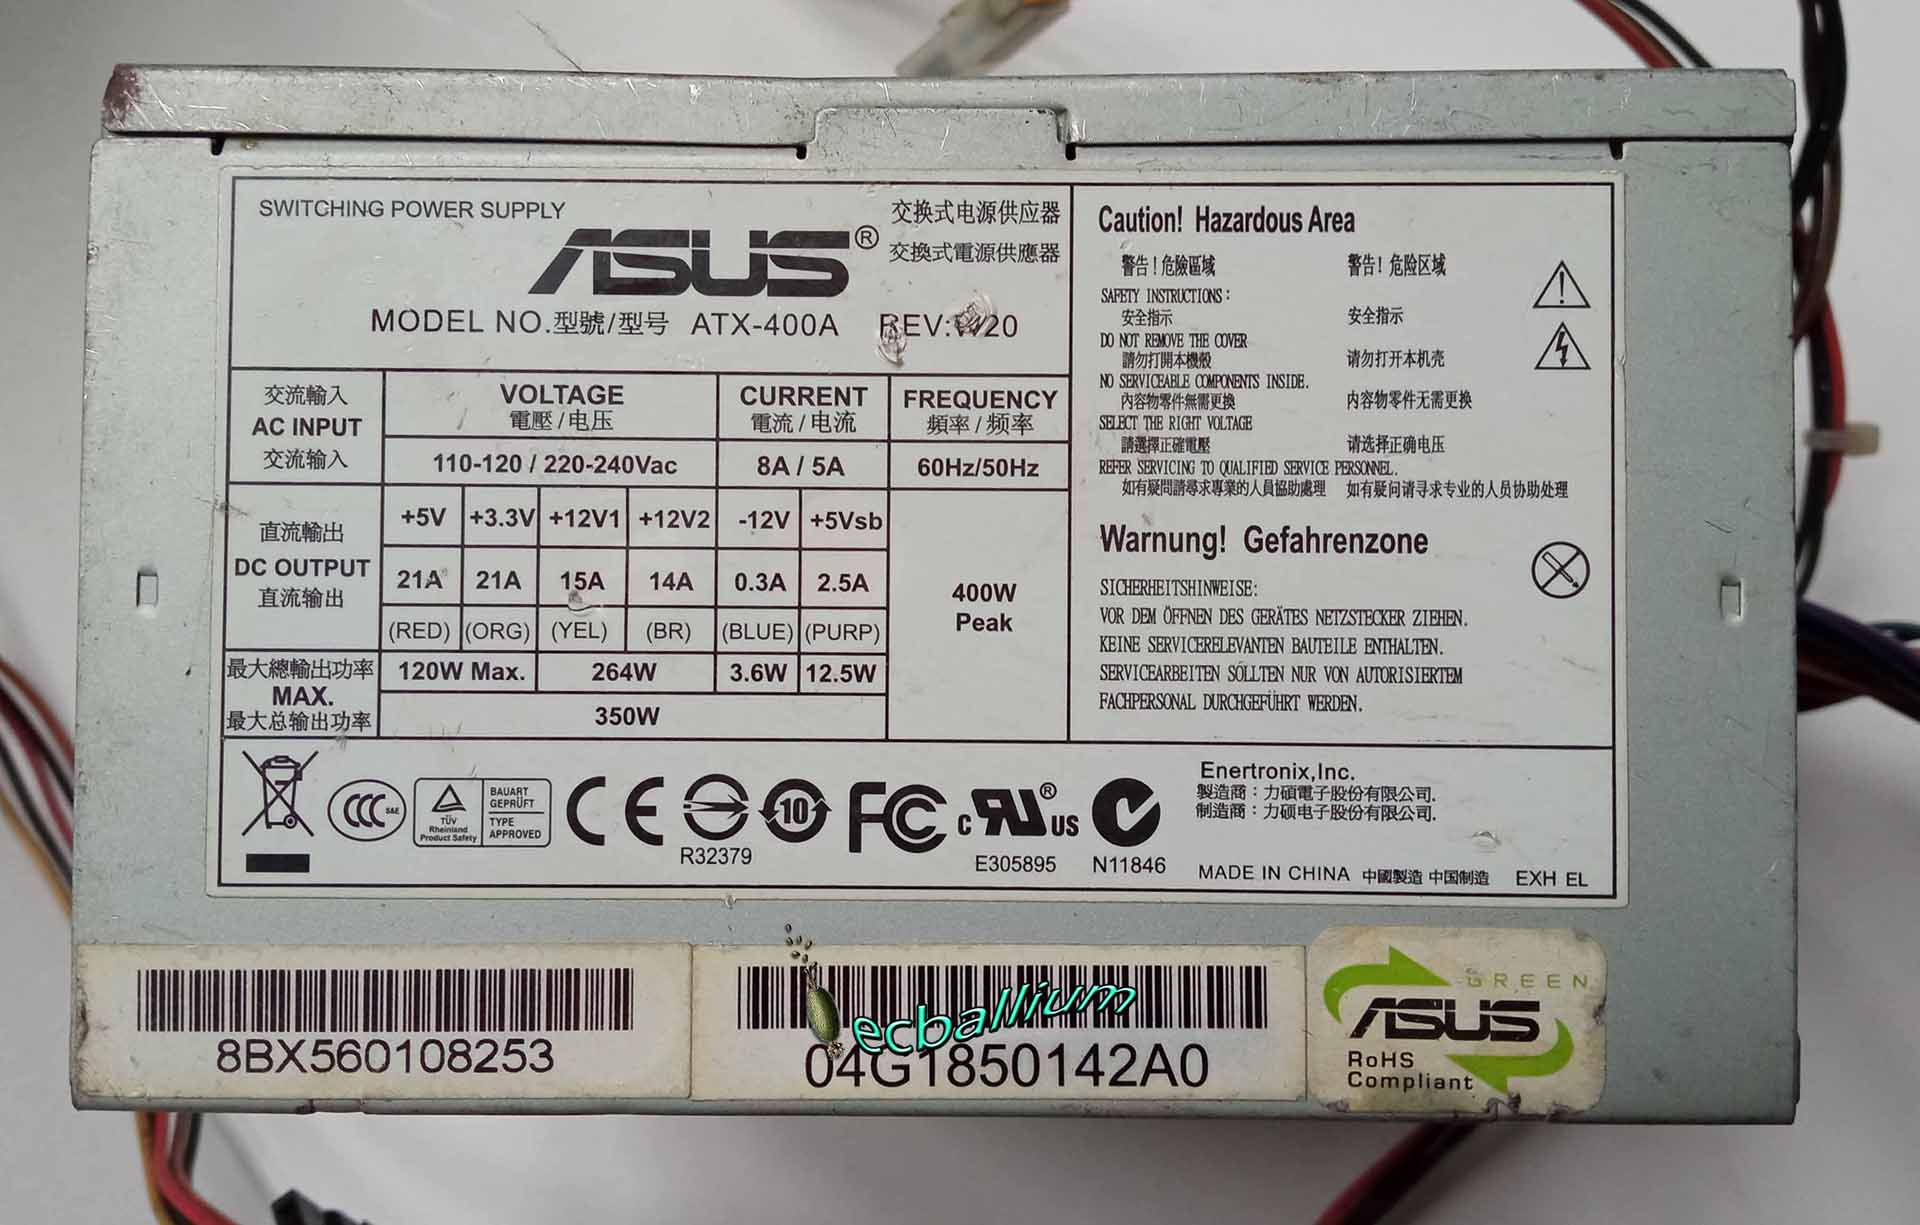 SWITCHING POWER SUPPLY
ASUS®
交换式电源供应器
交換式電源供應器
MODEL NO.型號/型号 ATX-400A REV: 20
交流輸入
AC INPUT
交流输入
VOLTAGE
電壓/电压
CURRENT
電流/电流
FREQUENCY
頻率/频率
110-120 / 220-240Vac
8A / 5A
60Hz/50Hz
直流輸出
DC OUTPUT
直流输出
+5V +3.3V +12V1 +12V2 -12V +5Vsb
21A 21A 15A 14A 0.3A 2.5A
(RED) (ORG) (YEL) (BR) (BLUE) (PURP)
400W
Peak
最大總輸出功率
MAX.
最大总输出功率
120W Max. 264W 3.6W 12.5W
350W
Caution! Hazardous Area
警告!危險區域 警告!危险区域
SAFETY INSTRUCTIONS:
安全指示 安全指示
DO NOT REMOVE THE COVER
請勿打開本機殼 请勿打开本机壳
NO SERVICEABLE COMPONENTS INSIDE.
內容物零件無需更換 内容物零件无需更换
SELECT THE RIGHT VOLTAGE
請選擇正確電壓 请选择正确电压
REFER SERVICING TO QUALIFIED SERVICE PERSONNEL.
如有疑問請尋求專業的人員協助處理 如有疑问请寻求专业的人员协助处理
Warnung! Gefahrenzone
SICHERHEITSHINWEISE:
VOR DEM ÖFFNEN DES GERÄTES NETZSTECKER ZIEHEN.
KEINE SERVICERELEVANTEN BAUTEILE ENTHALTEN.
SERVICEARBEITEN SÖLLTEN NUR VON AUTORISIERTEM
FACHPERSONAL DURCHGEFÜHRT WERDEN.
CCC S&E
TÜV
Rheinland
Product Safety
BAUART
GEPRÜFT
TYPE
APPROVED
CE
R32379
10
FC
c RU® US
E305895
N11846
Enertronix,Inc.
製造商:力碩電子股份有限公司.
制造商:力硕电子股份有限公司.
MADE IN CHINA 中國製造 中国制造 EXH EL
8BX560108253
ecballium
04G1850142A0
GREEN
ASUS
RoHS
Compliant